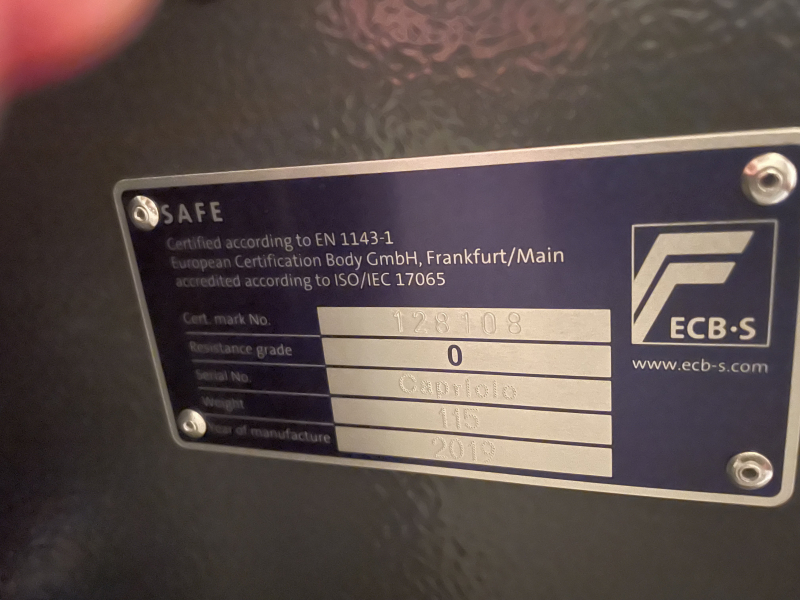 SAFE
Certified according to EN 1143-1
European Certification Body GmbH, Frankfurt/Main
accredited according to ISO/IEC 17065
ECB·S
www.ecb-s.com
Cert. mark No. 128108
Resistance grade 0
Serial No. Capriolo
Weight 115
Year of manufacture 2019